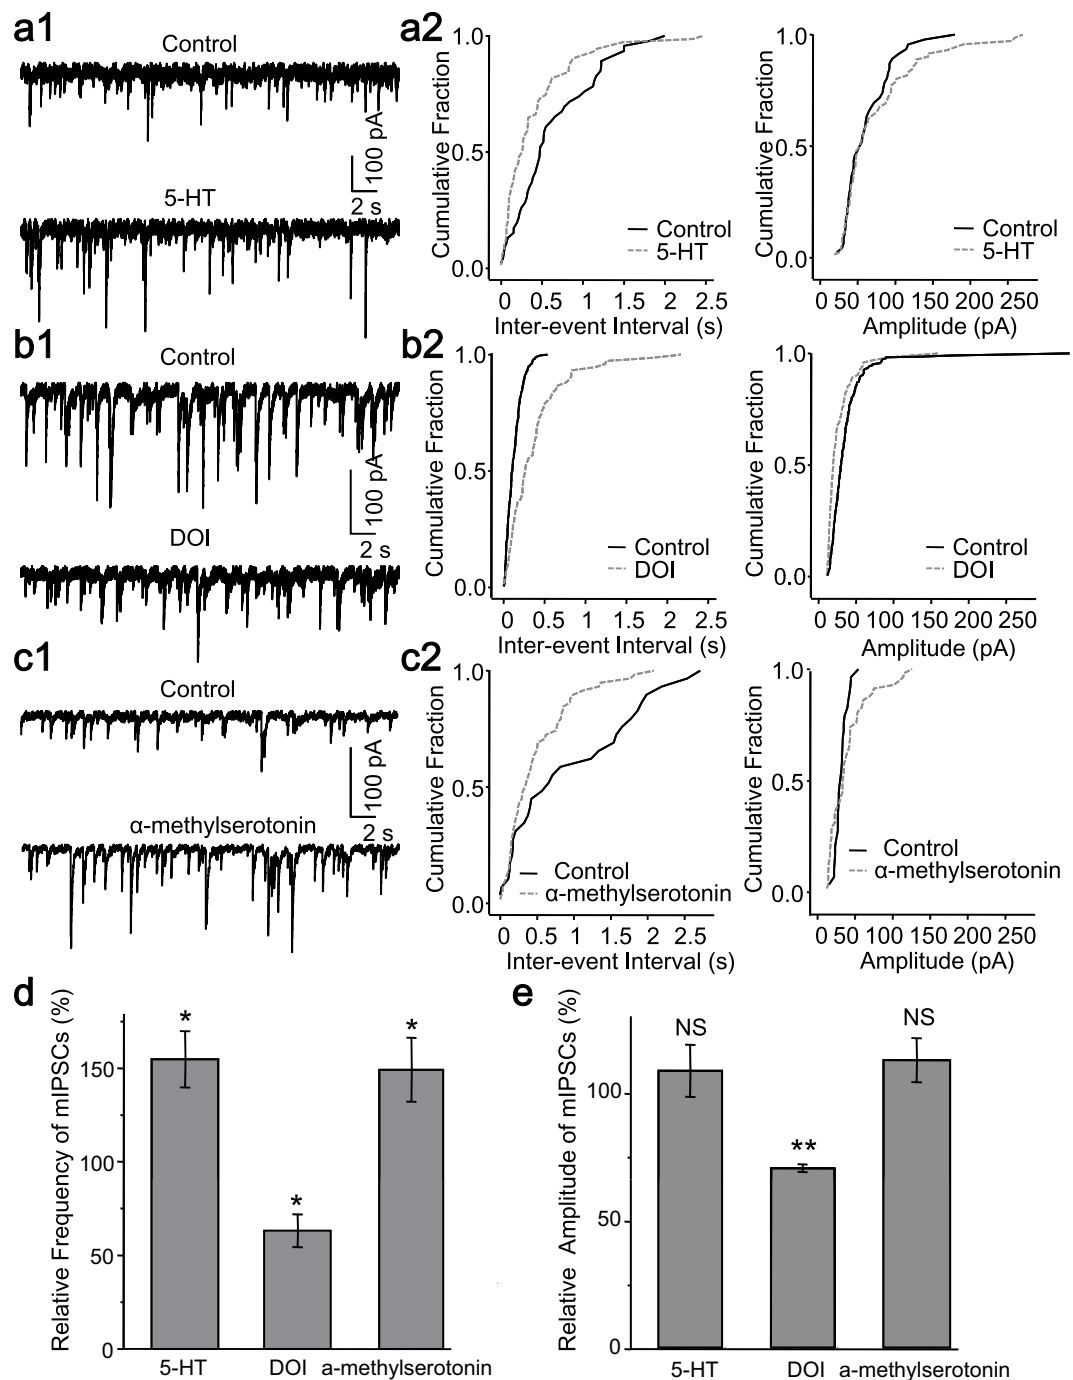 a1
Control
100 pA
2 s
5-HT
a2
Cumulative Fraction
1.0
0.5
0.0
Control
5-HT
0 0.5 1 1.5 2 2.5
Inter-event Interval (s)
Cumulative Fraction
1.0
0.5
0.0
Control
5-HT
0 50 100 150 200 250
Amplitude (pA)
b1
Control
100 pA
2 s
DOI
b2
Cumulative Fraction
1.0
0.5
0.0
Control
DOI
0 0.5 1 1.5 2 2.5
Inter-event Interval (s)
Cumulative Fraction
1.0
0.5
0.0
Control
DOI
0 50 100 150 200 250
Amplitude (pA)
c1
Control
100 pA
2 s
α-methylserotonin
c2
Cumulative Fraction
1.0
0.5
0.0
Control
α-methylserotonin
0 0.5 1 1.5 2 2.5
Inter-event Interval (s)
Cumulative Fraction
1.0
1.0
0.0
Control
α-methylserotonin
0 50 100 150 200 250
Amplitude (pA)
d
Relative Frequency of mIPSCs (%)
150
100
50
0
*
*
*
5-HT DOI a-methylserotonin
e
Relative Amplitude of mIPSCs (%)
100
50
0
NS
**
NS
5-HT DOI a-methylserotonin